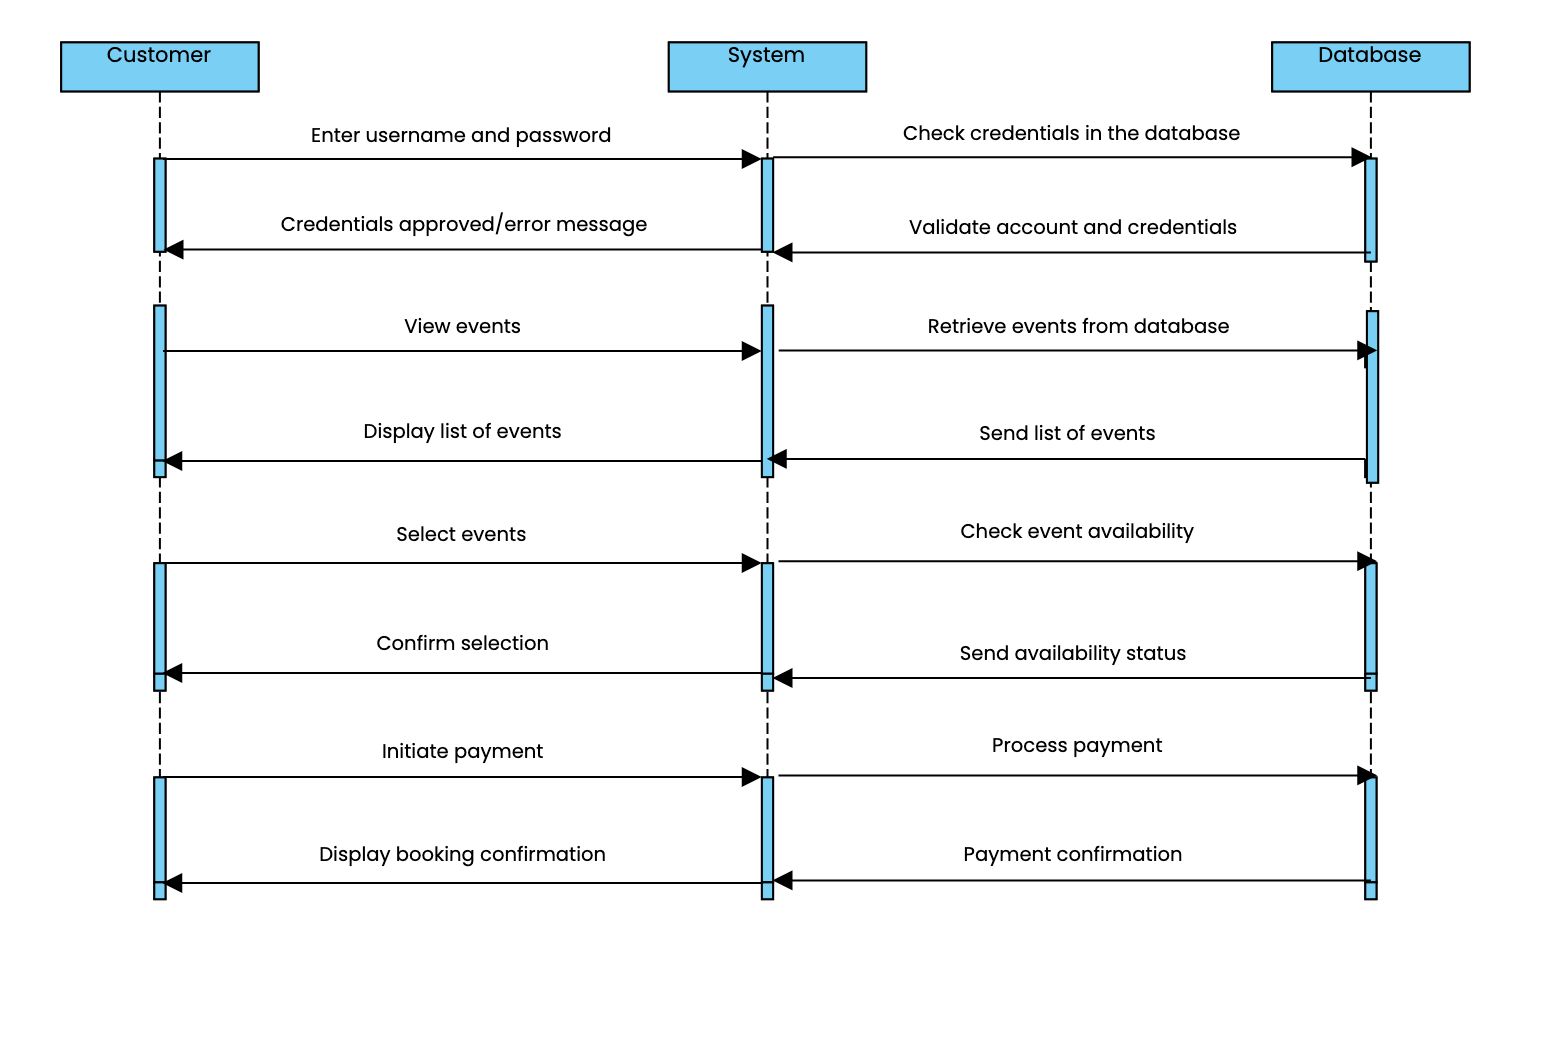 Customer
System
Database
Enter username and password
Check credentials in the database
Credentials approved/error message
Validate account and credentials
View events
Retrieve events from database
Display list of events
Send list of events
Select events
Check event availability
Confirm selection
Send availability status
Initiate payment
Process payment
Display booking confirmation
Payment confirmation